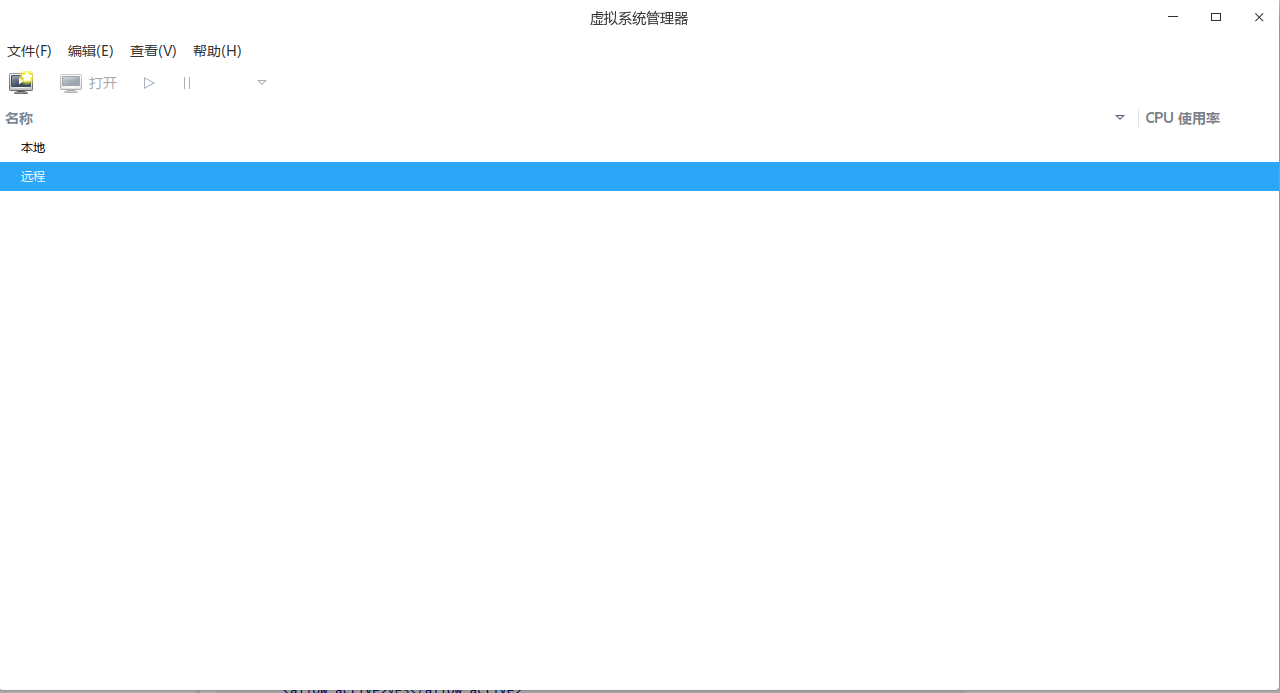 虚拟系统管理器
文件(F) 编辑(E) 查看(V) 帮助(H)
打开
名称 CPU 使用率
本地
远程
<allow_active>yes</allow_active>